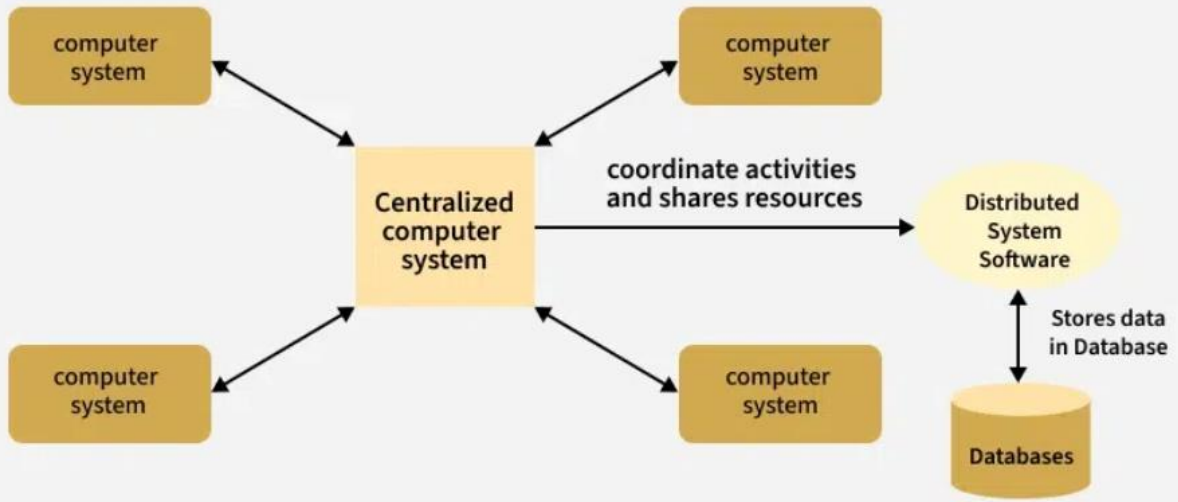 computer
system
computer
system
coordinate activities
and shares resources
Centralized
computer
system
Distributed
System
Software
Stores data
in Database
computer
system
computer
system
Databases